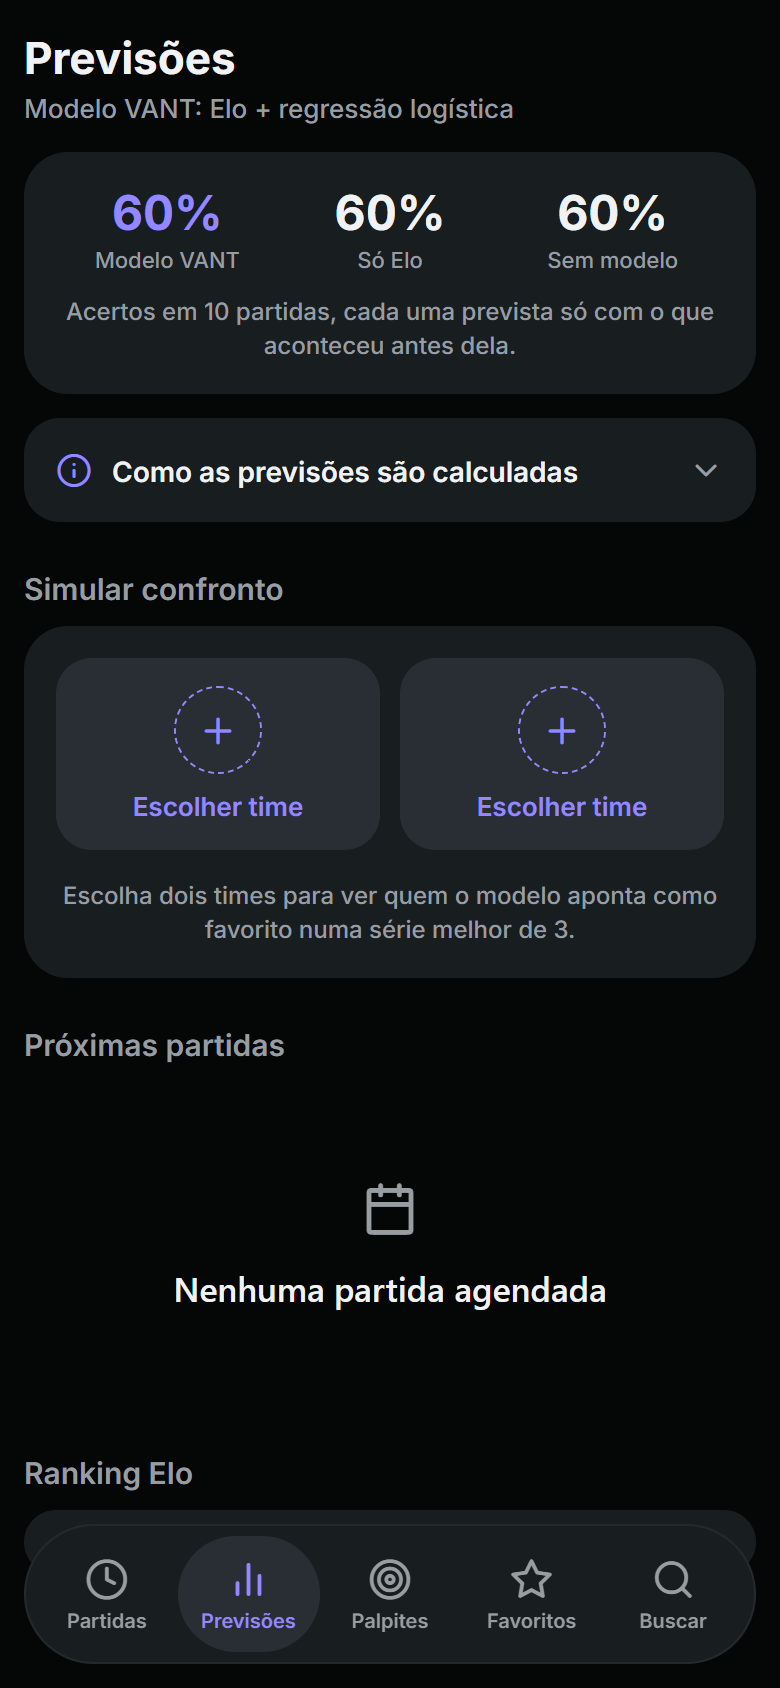 Previsões
Modelo VANT: Elo + regressão logística
60% 60% 60%
Modelo VANT Só Elo Sem modelo
Acertos em 10 partidas, cada uma prevista só com o que
aconteceu antes dela.
Como as previsões são calculadas
Simular confronto
Escolher time Escolher time
Escolha dois times para ver quem o modelo aponta como
favorito numa série melhor de 3.
Próximas partidas
Nenhuma partida agendada
Ranking Elo
Partidas Previsões Palpites Favoritos Buscar